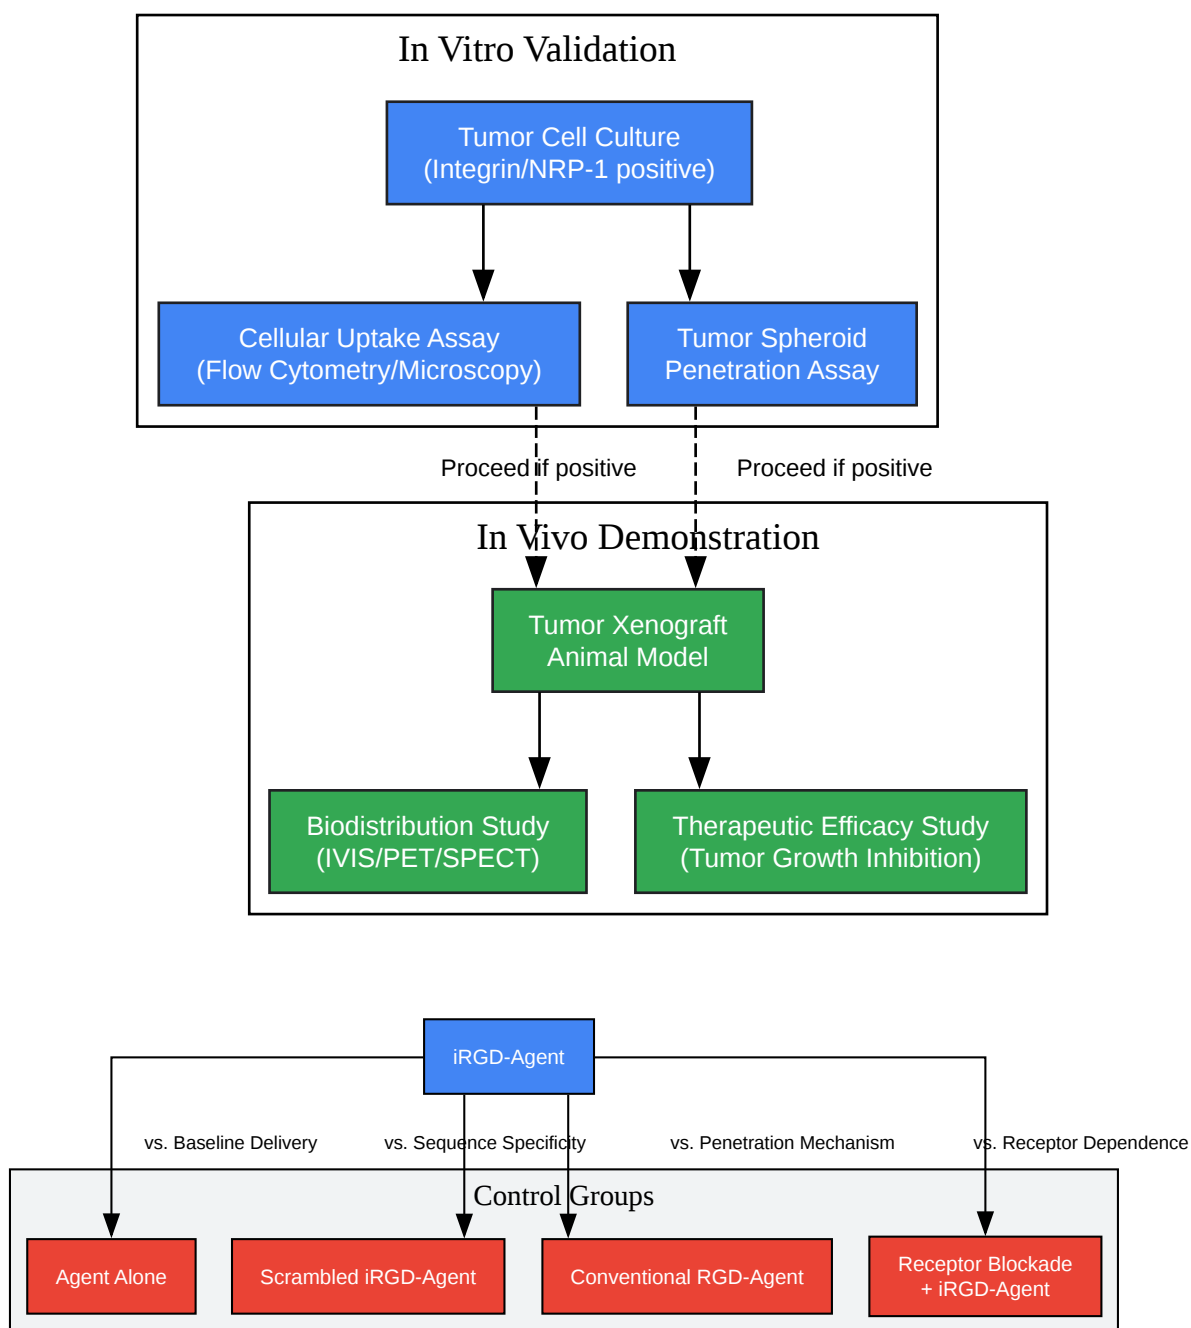 In Vitro Validation
Tumor Cell Culture
(Integrin/NRP-1 positive)
Cellular Uptake Assay
(Flow Cytometry/Microscopy)
Tumor Spheroid
Penetration Assay
Proceed if positive
Proceed if positive
In Vivo Demonstration
Tumor Xenograft
Animal Model
Biodistribution Study
(IVIS/PET/SPECT)
Therapeutic Efficacy Study
(Tumor Growth Inhibition)
iRGD-Agent
vs. Baseline Delivery
vs. Sequence Specificity
vs. Penetration Mechanism
vs. Receptor Dependence
Control Groups
Agent Alone
Scrambled iRGD-Agent
Conventional RGD-Agent
Receptor Blockade
+ iRGD-Agent